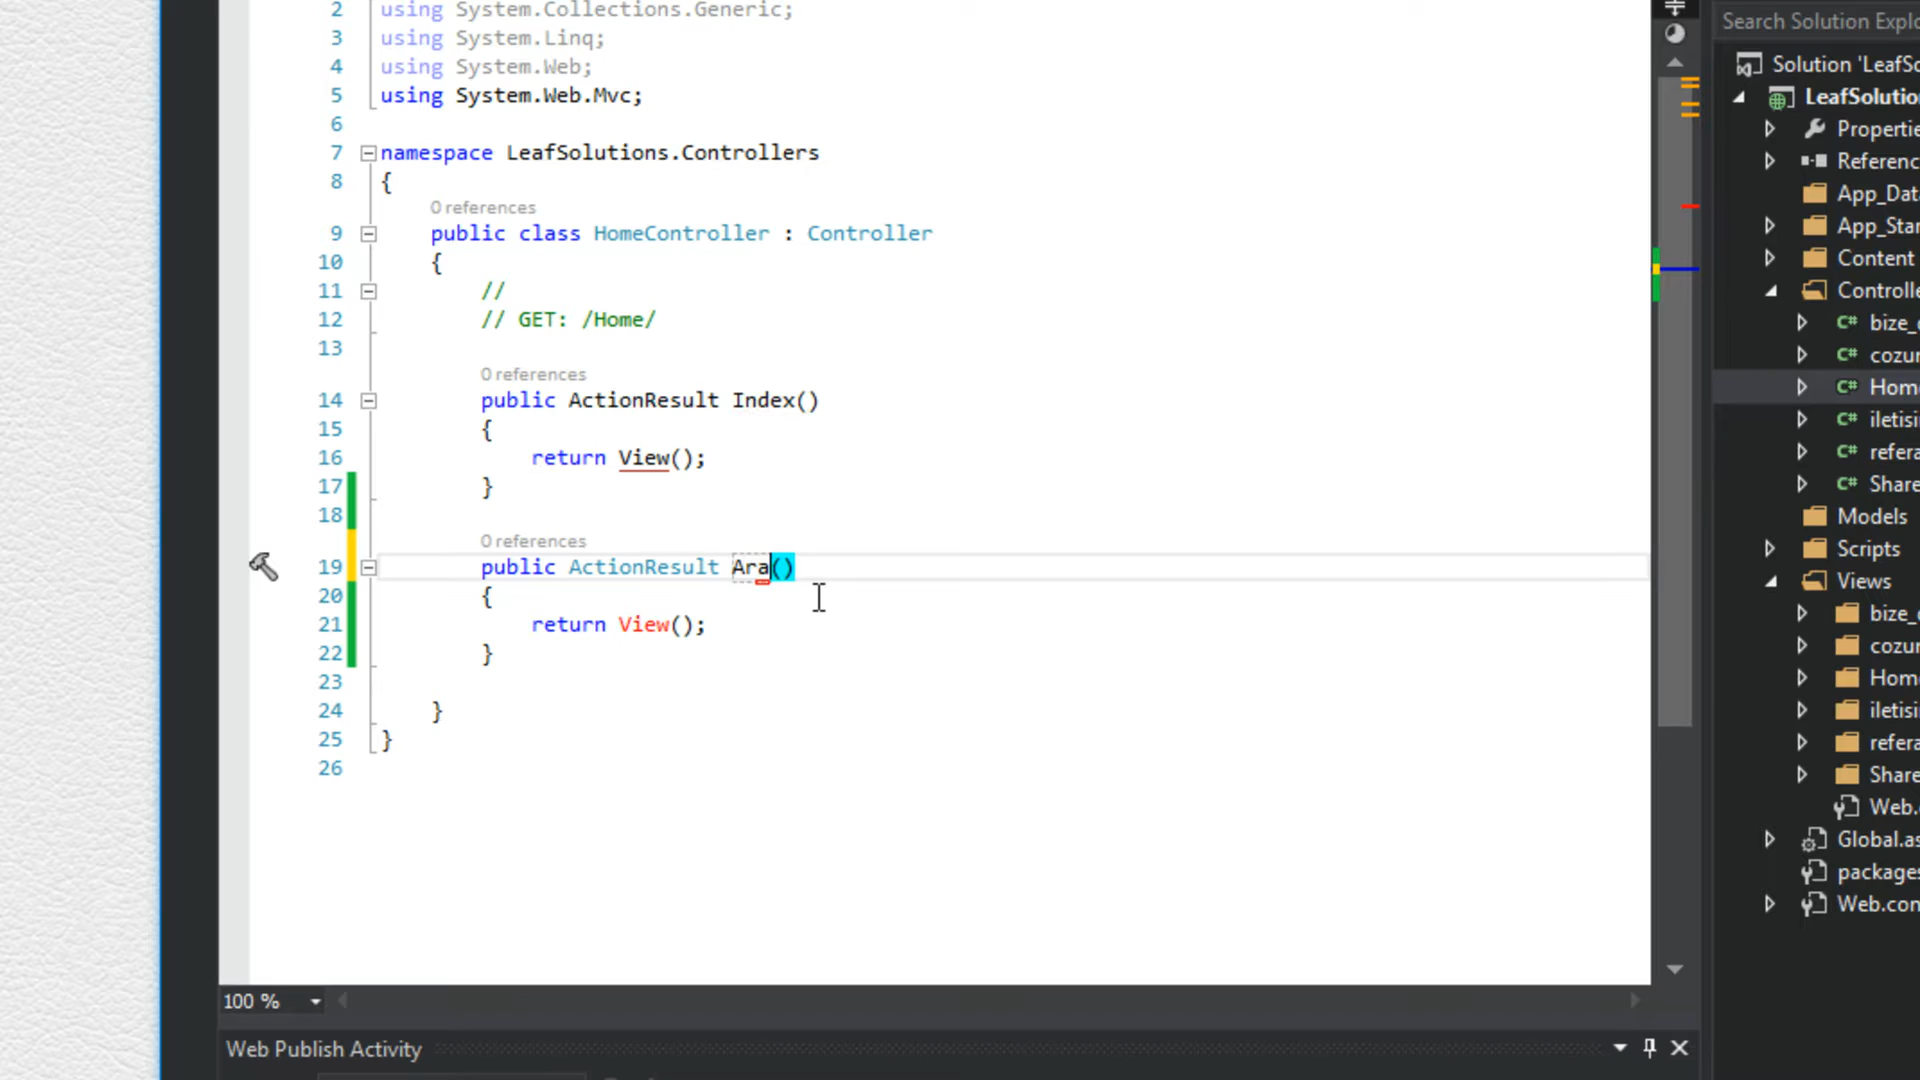 2 using System.Collections.Generic;
3 using System.Linq;
4 using System.Web;
5 using System.Web.Mvc;
6
7 namespace LeafSolutions.Controllers
8 {
0 references
9 public class HomeController : Controller
10 {
11 //
12 // GET: /Home/
13
0 references
14 public ActionResult Index()
15 {
16 return View();
17 }
18
0 references
19 public ActionResult Ara()
20 {
21 return View();
22 }
23
24 }
25 }
26
100 %
Web Publish Activity
Search Solution Explo
Solution 'LeafSo
LeafSolution
Propertie
Referenc
App_Data
App_Star
Content
Controlle
C# bize_
C# cozur
C# Home
C# iletisi
C# refera
C# Share
Models
Scripts
Views
bize_
cozur
Home
iletisi
refera
Share
Web.
Global.as
packages
Web.con